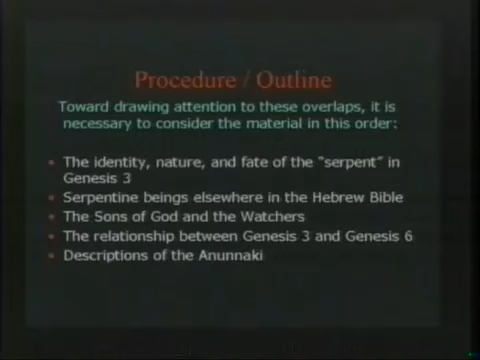 Procedure / Outline
Toward drawing attention to these overlaps, it is
necessary to consider the material in this order:
• The identity, nature, and fate of the "serpent" in
Genesis 3
• Serpentine beings elsewhere in the Hebrew Bible
• The Sons of God and the Watchers
• The relationship between Genesis 3 and Genesis 6
• Descriptions of the Anunnaki